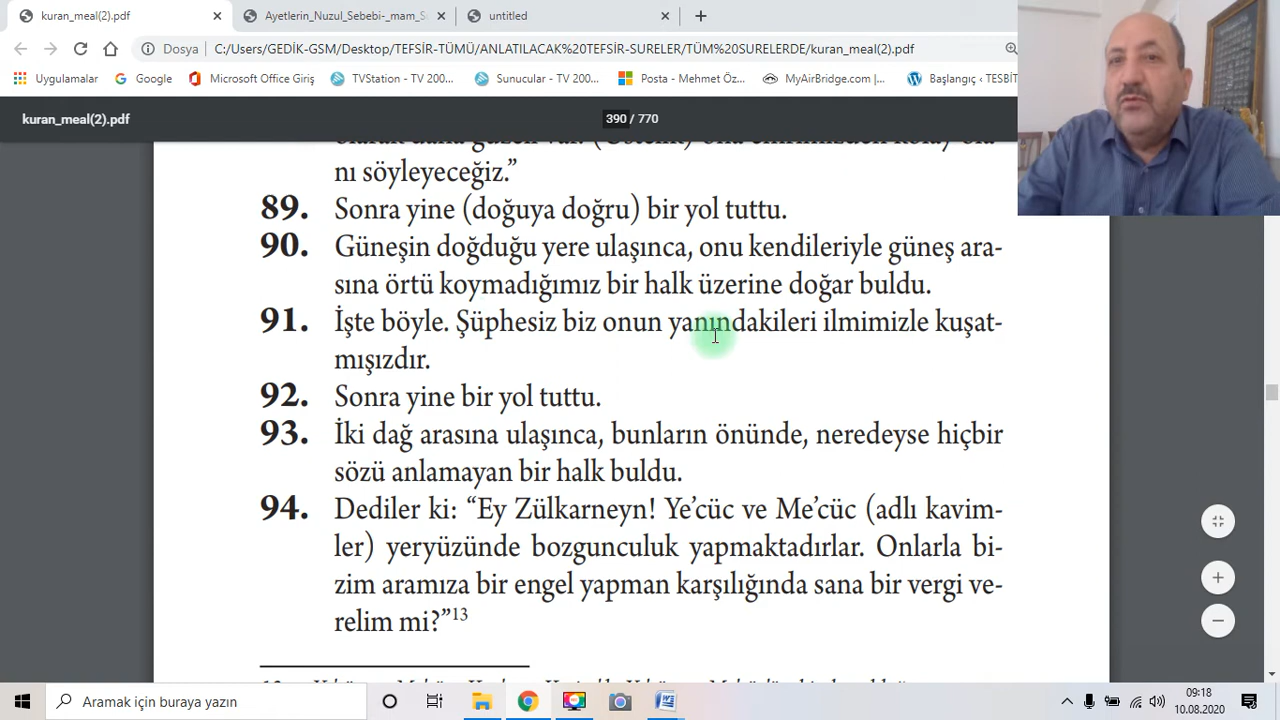 kuran_meal(2).pdf
Ayetlerin_Nuzul_Sebebi-_mam_S
untitled
Dosya
C:/Users/GEDİK-GSM/Desktop/TEFSİR-TÜMÜ/ANLATILACAK%20TEFSİR-SURELER/TÜM%20SURELERDE/kuran_meal(2).pdf
Uygulamalar
Google
Microsoft Office Giriş
TVStation - TV 200...
Sunucular - TV 200...
Posta - Mehmet Öz...
MyAirBridge.com |...
Başlangıç ‹ TESBİT
kuran_meal(2).pdf
390 / 770
nı söyleyeceğiz.”
89. Sonra yine (doğuya doğru) bir yol tuttu.
90. Güneşin doğduğu yere ulaşınca, onu kendileriyle güneş ara-
sına örtü koymadığımız bir halk üzerine doğar buldu.
91. İşte böyle. Şüphesiz biz onun yanındakileri ilmimizle kuşat-
mışızdır.
92. Sonra yine bir yol tuttu.
93. İki dağ arasına ulaşınca, bunların önünde, neredeyse hiçbir
sözü anlamayan bir halk buldu.
94. Dediler ki: “Ey Zülkarneyn! Ye’cüc ve Me’cüc (adlı kavim-
ler) yeryüzünde bozgunculuk yapmaktadırlar. Onlarla bi-
zim aramıza bir engel yapman karşılığında sana bir vergi ve-
relim mi?”13
Aramak için buraya yazın
09:18
10.08.2020